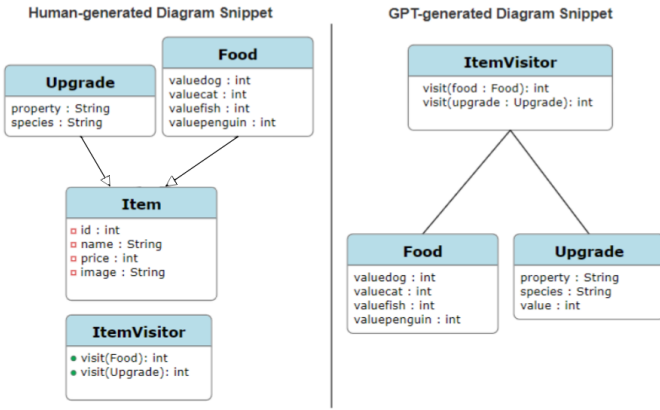 Human-generated Diagram Snippet
Upgrade
property : String
species : String
Food
valuedog : int
valuecat : int
valuefish : int
valuepenguin : int
Item
id : int
name : String
price : int
image : String
ItemVisitor
visit(Food): int
visit(Upgrade): int
GPT-generated Diagram Snippet
ItemVisitor
visit(food : Food): int
visit(upgrade : Upgrade): int
Food
valuedog : int
valuecat : int
valuefish : int
valuepenguin : int
Upgrade
property : String
species : String
value : int